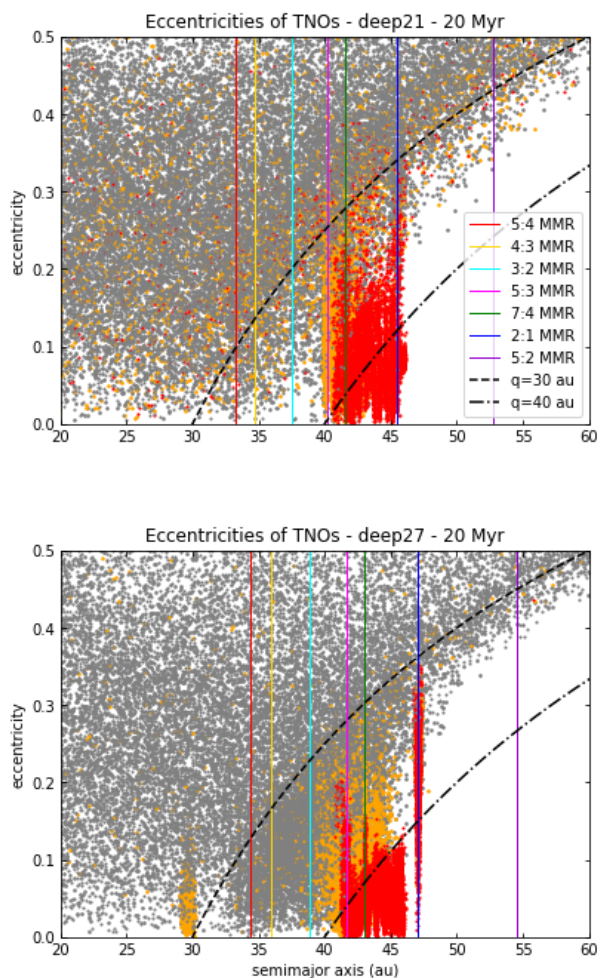 Eccentricities of TNOs - deep21 - 20 Myr
0.5
0.4
0.3
0.2
0.1
0.0
eccentricity
5:4 MMR
4:3 MMR
3:2 MMR
5:3 MMR
7:4 MMR
2:1 MMR
5:2 MMR
q=30 au
q=40 au
20 25 30 35 40 45 50 55 60
Eccentricities of TNOs - deep27 - 20 Myr
0.5
0.4
0.3
0.2
0.1
0.0
eccentricity
20 25 30 35 40 45 50 55 60
semimajor axis (au)